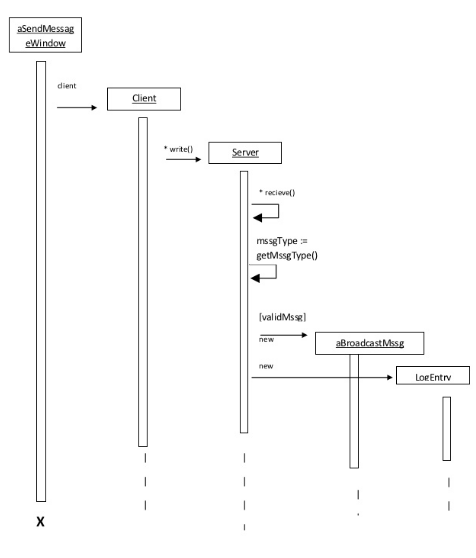 aSendMessag
eWindow
client
Client
* write()
Server
* recieve()
mssgType :=
getMssgType()
[validMssg]
new
aBroadcastMssg
new
LogEntry
X